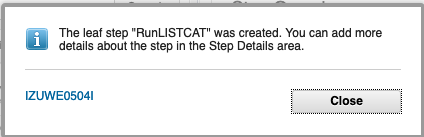 The leaf step "RunLISTCAT" was created. You can add more
details about the step in the Step Details area.
IZUWE0504I
Close